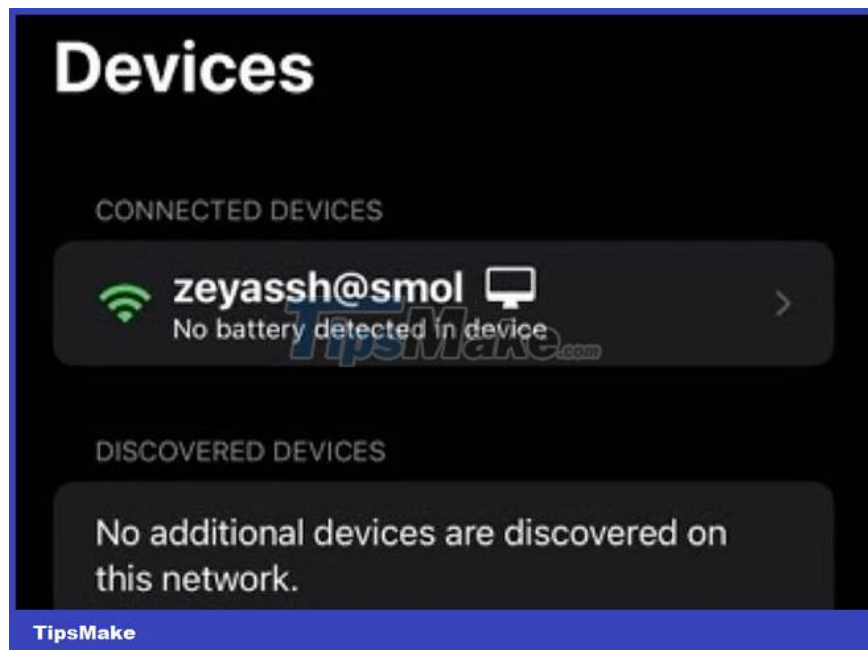 Devices
CONNECTED DEVICES
zeyassh@smol
No battery detected in device
TipsMake.com
DISCOVERED DEVICES
No additional devices are discovered on
this network.
TipsMake